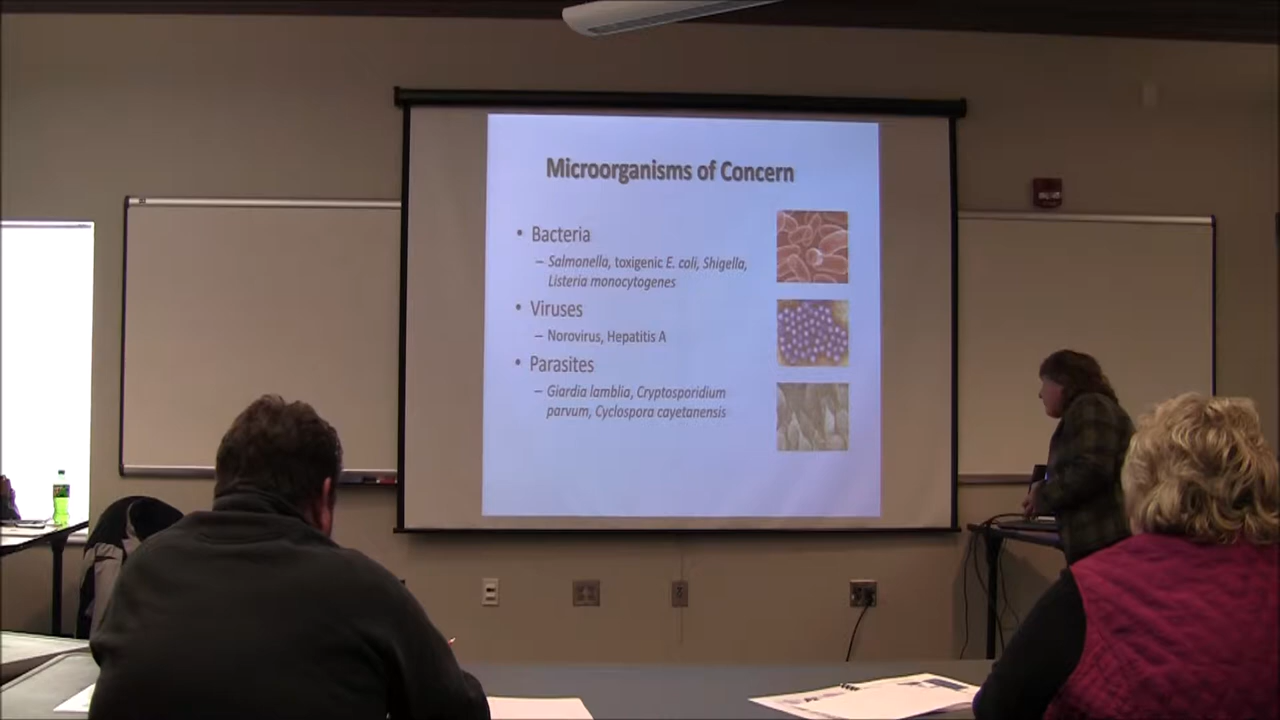 Microorganisms of Concern
• Bacteria
– Salmonella, toxigenic E. coli, Shigella,
Listeria monocytogenes
• Viruses
– Norovirus, Hepatitis A
• Parasites
– Giardia lamblia, Cryptosporidium
parvum, Cyclospora cayetanensis